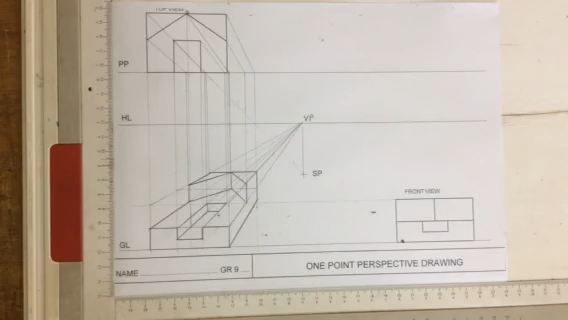 TOP VIEW
PP
HL
VP
SP
FRONT VIEW
GL
NAME
GR 9
ONE POINT PERSPECTIVE DRAWING